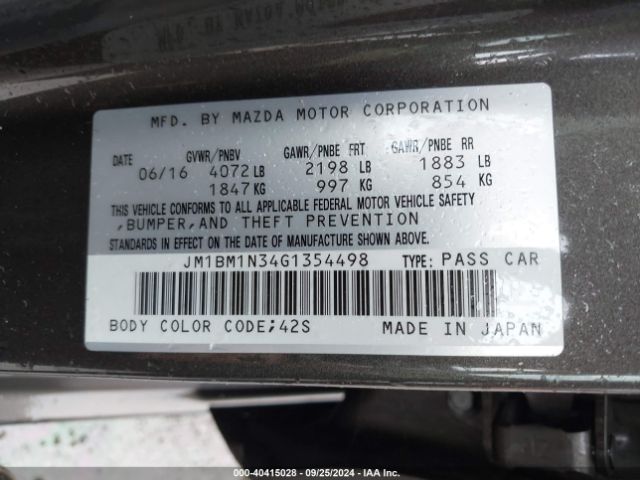 MFD. BY MAZDA MOTOR CORPORATION
DATE GVWR/PNBV GAWR/PNBE FRT GAWR/PNBE RR
06/16 4072 LB 2198 LB 1883 LB
1847 KG 997 KG 854 KG
THIS VEHICLE CONFORMS TO ALL APPLICABLE FEDERAL MOTOR VEHICLE SAFETY
,BUMPER,AND THEFT PREVENTION
STANDARDS IN EFFECT ON THE DATE OF MANUFACTURE SHOWN ABOVE.
JM1BM1N34G1354498 TYPE: PASS CAR
BODY COLOR CODE;42S MADE IN JAPAN
000-40415028 - 09/25/2024 - IAA Inc.